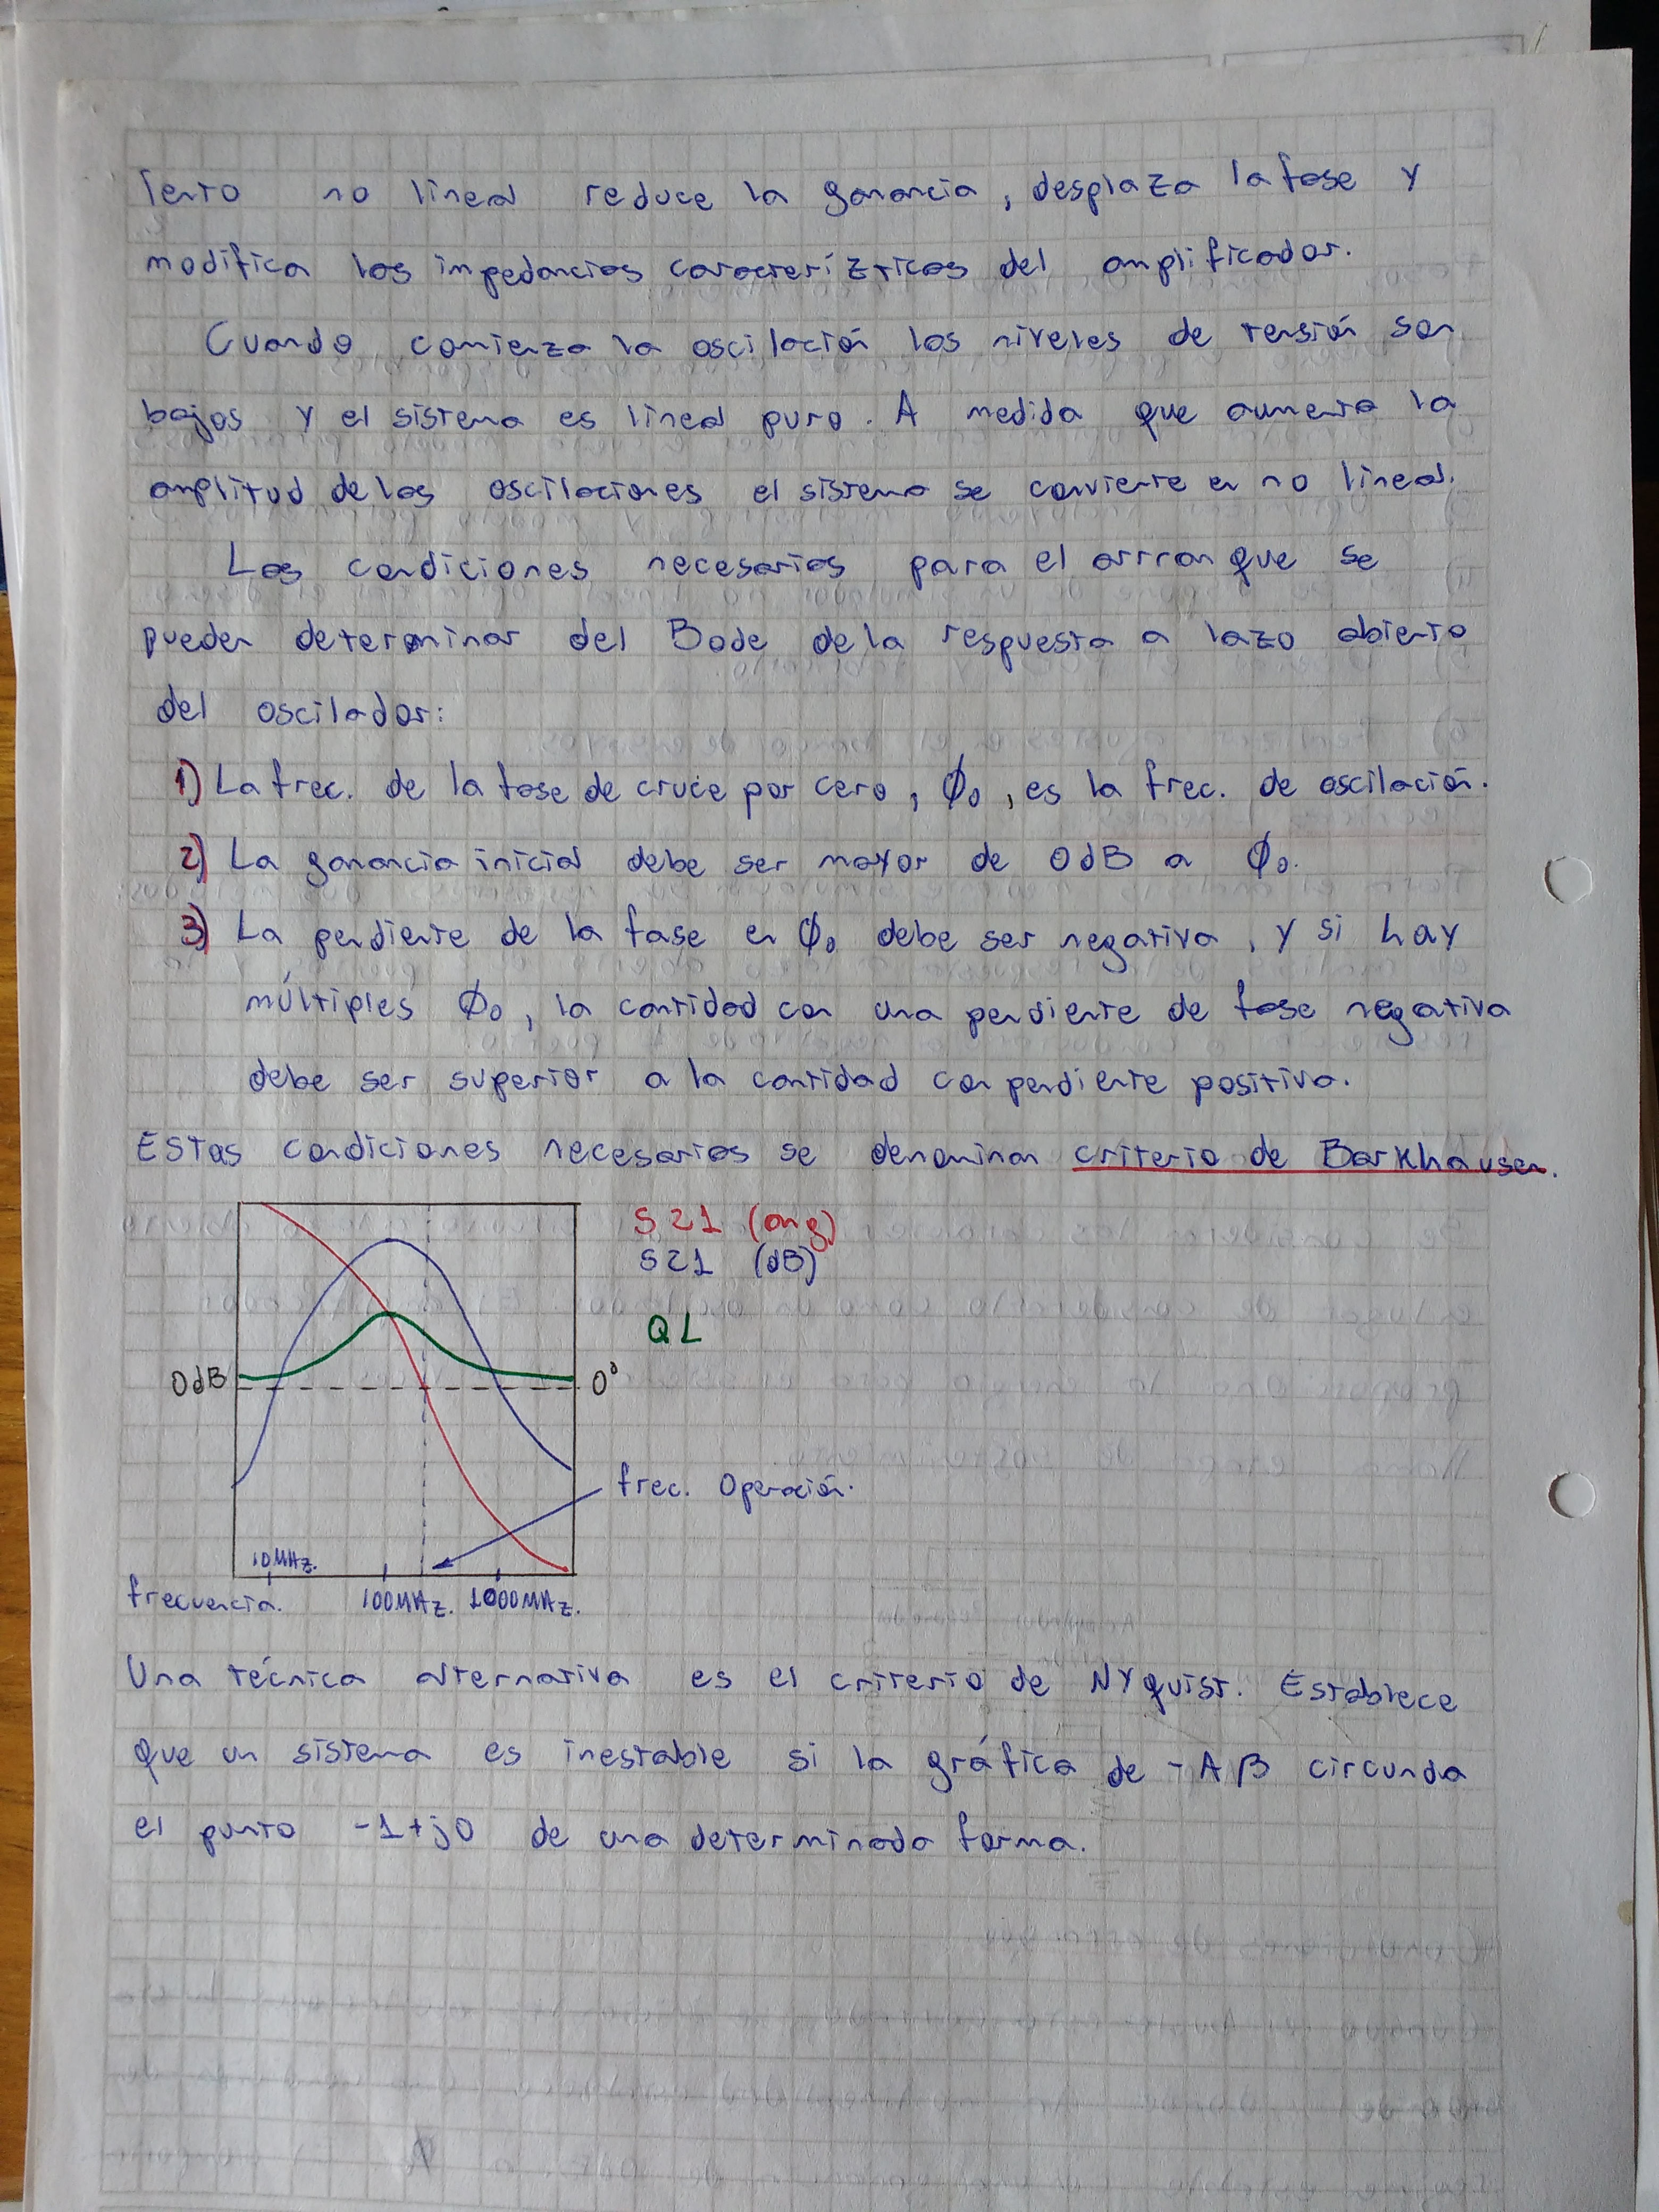 lento no lineal reduce la ganancia, desplaza la fase y
modifica las impedancias caracterízticas del amplificador.
Cuando comienza la oscilación los niveles de tensión son
bajos y el sistema es lineal puro. A medida que aumenta la
amplitud de las oscilaciones el sistema se convierte en no lineal.
Las condiciones necesarias para el arranque se
pueden determinar del Bode de la respuesta a lazo abierto
del oscilador:
1) La frec. de la fase de cruce por cero, Ø₀, es la frec. de oscilación.
2) La ganancia inicial debe ser mayor de 0dB a Ø₀.
3) La pendiente de la fase en Ø₀ debe ser negativa, y si hay
múltiples Ø₀, la cantidad con una pendiente de fase negativa
debe ser superior a la cantidad con pendiente positiva.
Estas condiciones necesarias se denominan criterio de Barkhausen.
S21 (ang)
S21 (dB)
QL
0dB
0°
frec. Operación.
10MHz.
frecuencia. 100MHz. 1000MHz.
Una técnica alternativa es el criterio de Nyquist. Establece
que un sistema es inestable si la gráfica de -Aβ circunda
el punto -1+j0 de una determinada forma.